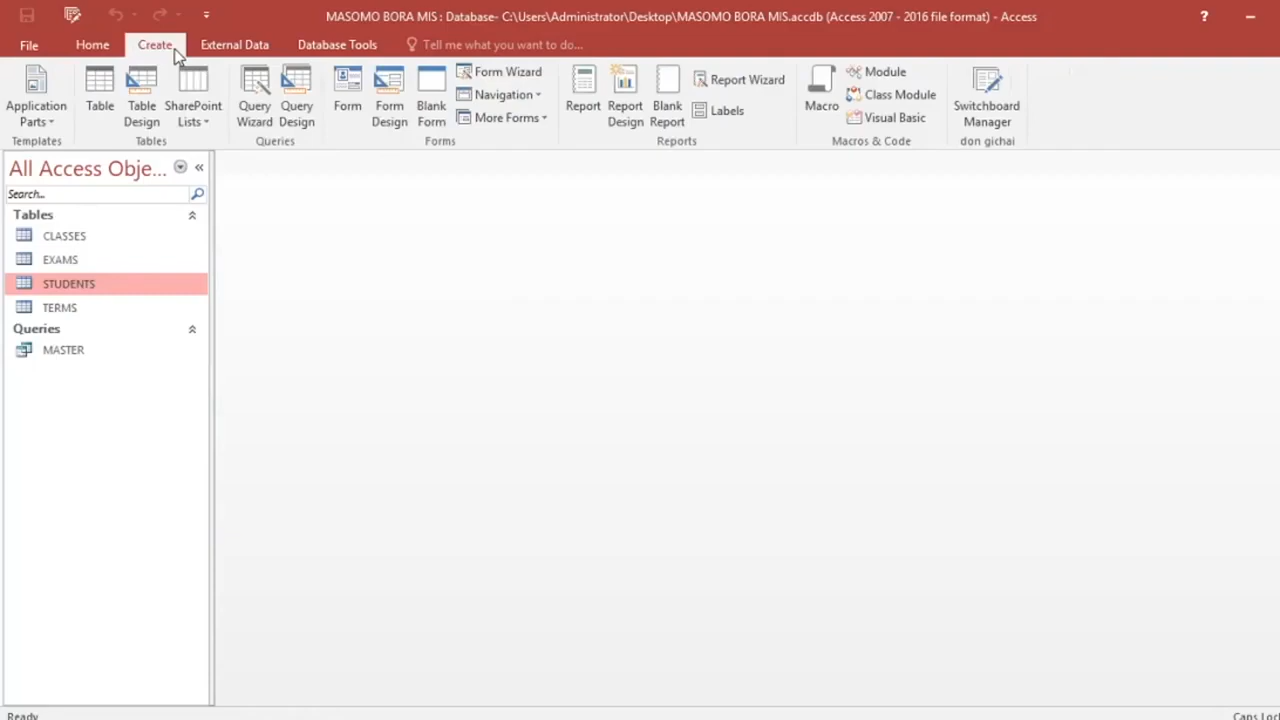 MASOMO BORA MIS : Database- C:\Users\Administrator\Desktop\MASOMO BORA MIS.accdb (Access 2007 - 2016 file format) - Access
?
File Home Create External Data Database Tools Tell me what you want to do...
Application Parts
Templates
Table
Table Design
SharePoint Lists
Tables
Query Wizard
Query Design
Queries
Form
Form Design
Blank Form
Form Wizard
Navigation
More Forms
Forms
Report
Report Design
Blank Report
Report Wizard
Labels
Reports
Macro
Module
Class Module
Visual Basic
Macros & Code
Switchboard Manager
don gichai
All Access Obje...
Search...
Tables
CLASSES
EXAMS
STUDENTS
TERMS
Queries
MASTER
Ready
Caps Loc